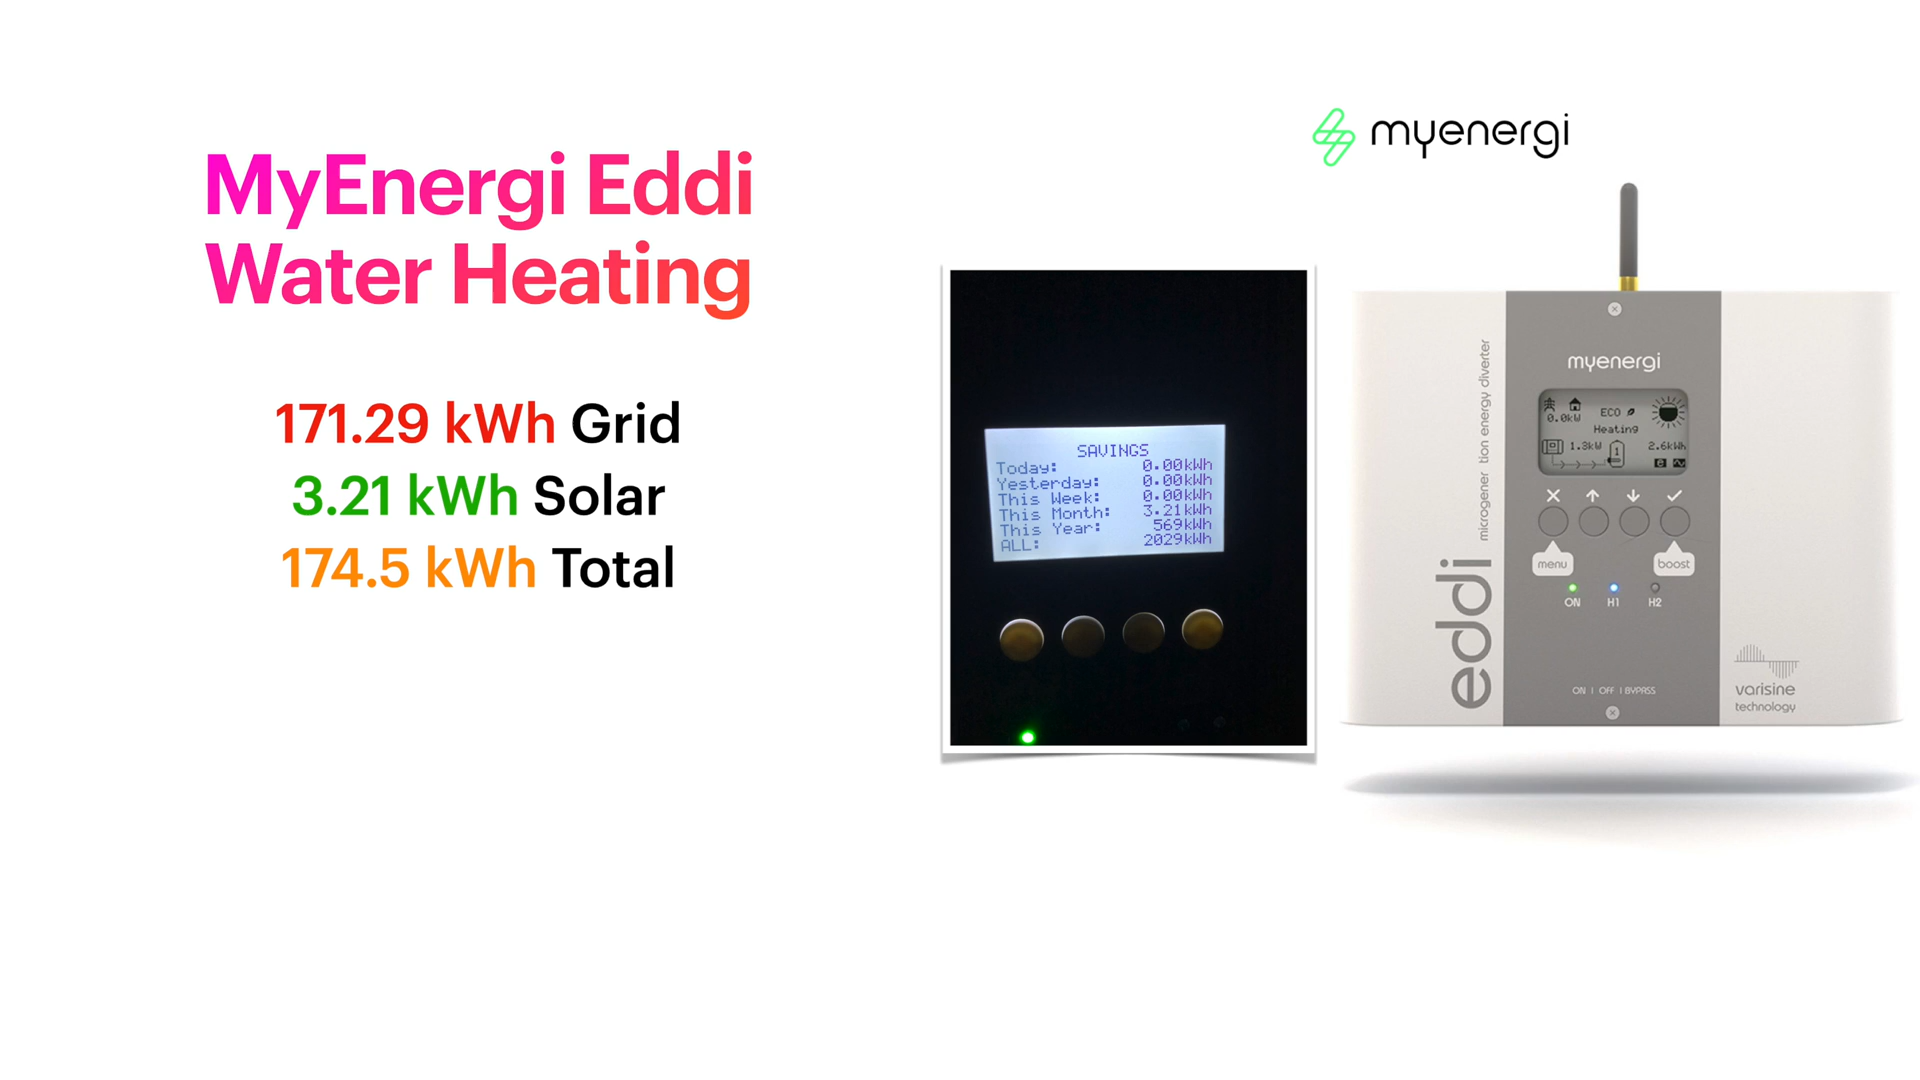 MyEnergi Eddi
Water Heating
171.29 kWh Grid
3.21 kWh Solar
174.5 kWh Total
SAVINGS
Today: 0.00kWh
Yesterday: 0.00kWh
This Week: 0.00kWh
This Month: 3.21kWh
This Year: 569kWh
ALL: 2029kWh
myenergi
myenergi
ECO
0.0kW
Heating
1.3kW
1
2.6kWh
menu
boost
ON
H1
H2
ON | OFF | BYPASS
eddi
microgener tion energy diverter
varisine
technology